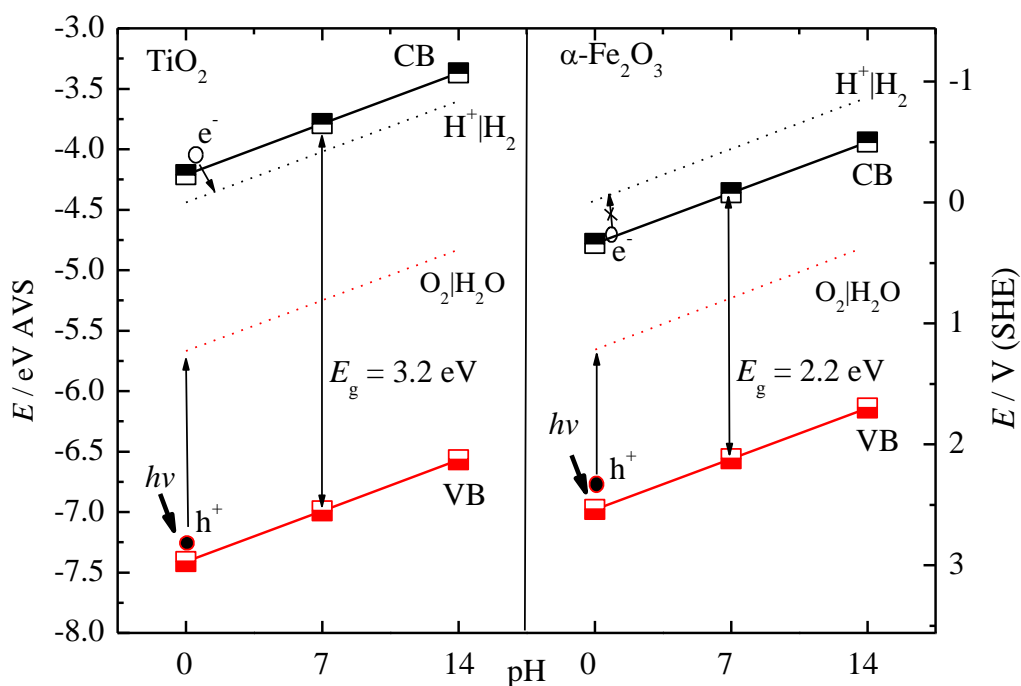 TiO2
CB
H+|H2
e-
O2|H2O
Eg = 3.2 eV
hν
h+
VB
α-Fe2O3
H+|H2
CB
e-
O2|H2O
Eg = 2.2 eV
hν
h+
VB
E / eV AVS
-3.0
-3.5
-4.0
-4.5
-5.0
-5.5
-6.0
-6.5
-7.0
-7.5
-8.0
E / V (SHE)
-1
0
1
2
3
0 7 14 pH 0 7 14